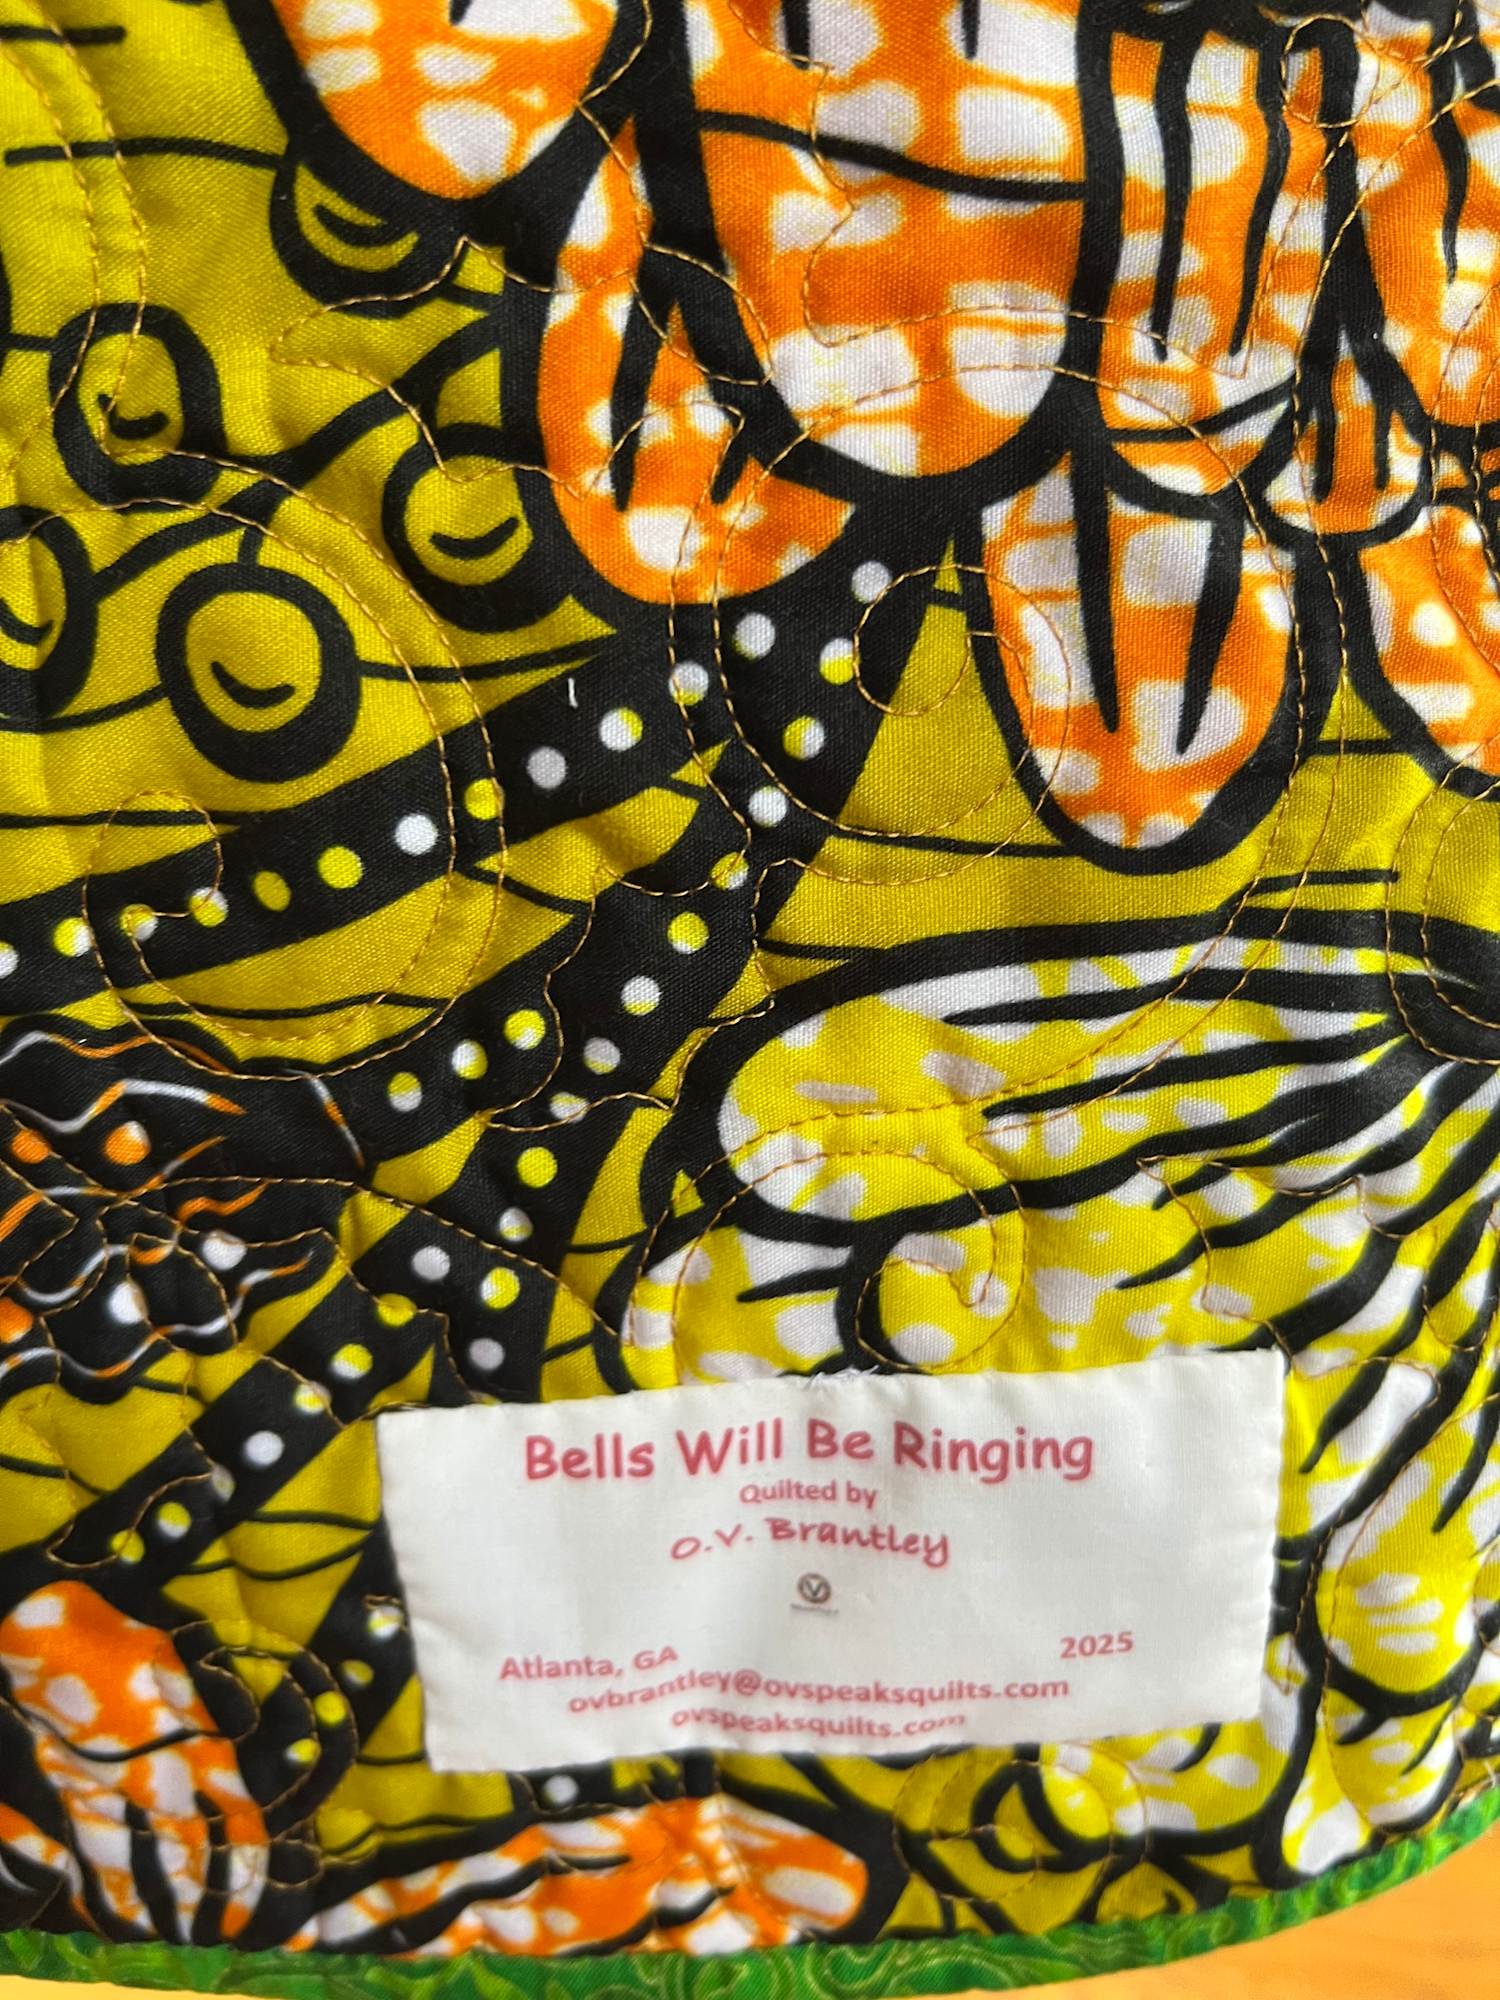 Bells Will Be Ringing
Quilted by
O.V. Brantley
Atlanta, GA 2025
ovbrantley@ovspeaksquilts.com
ovspeaksquilts.com